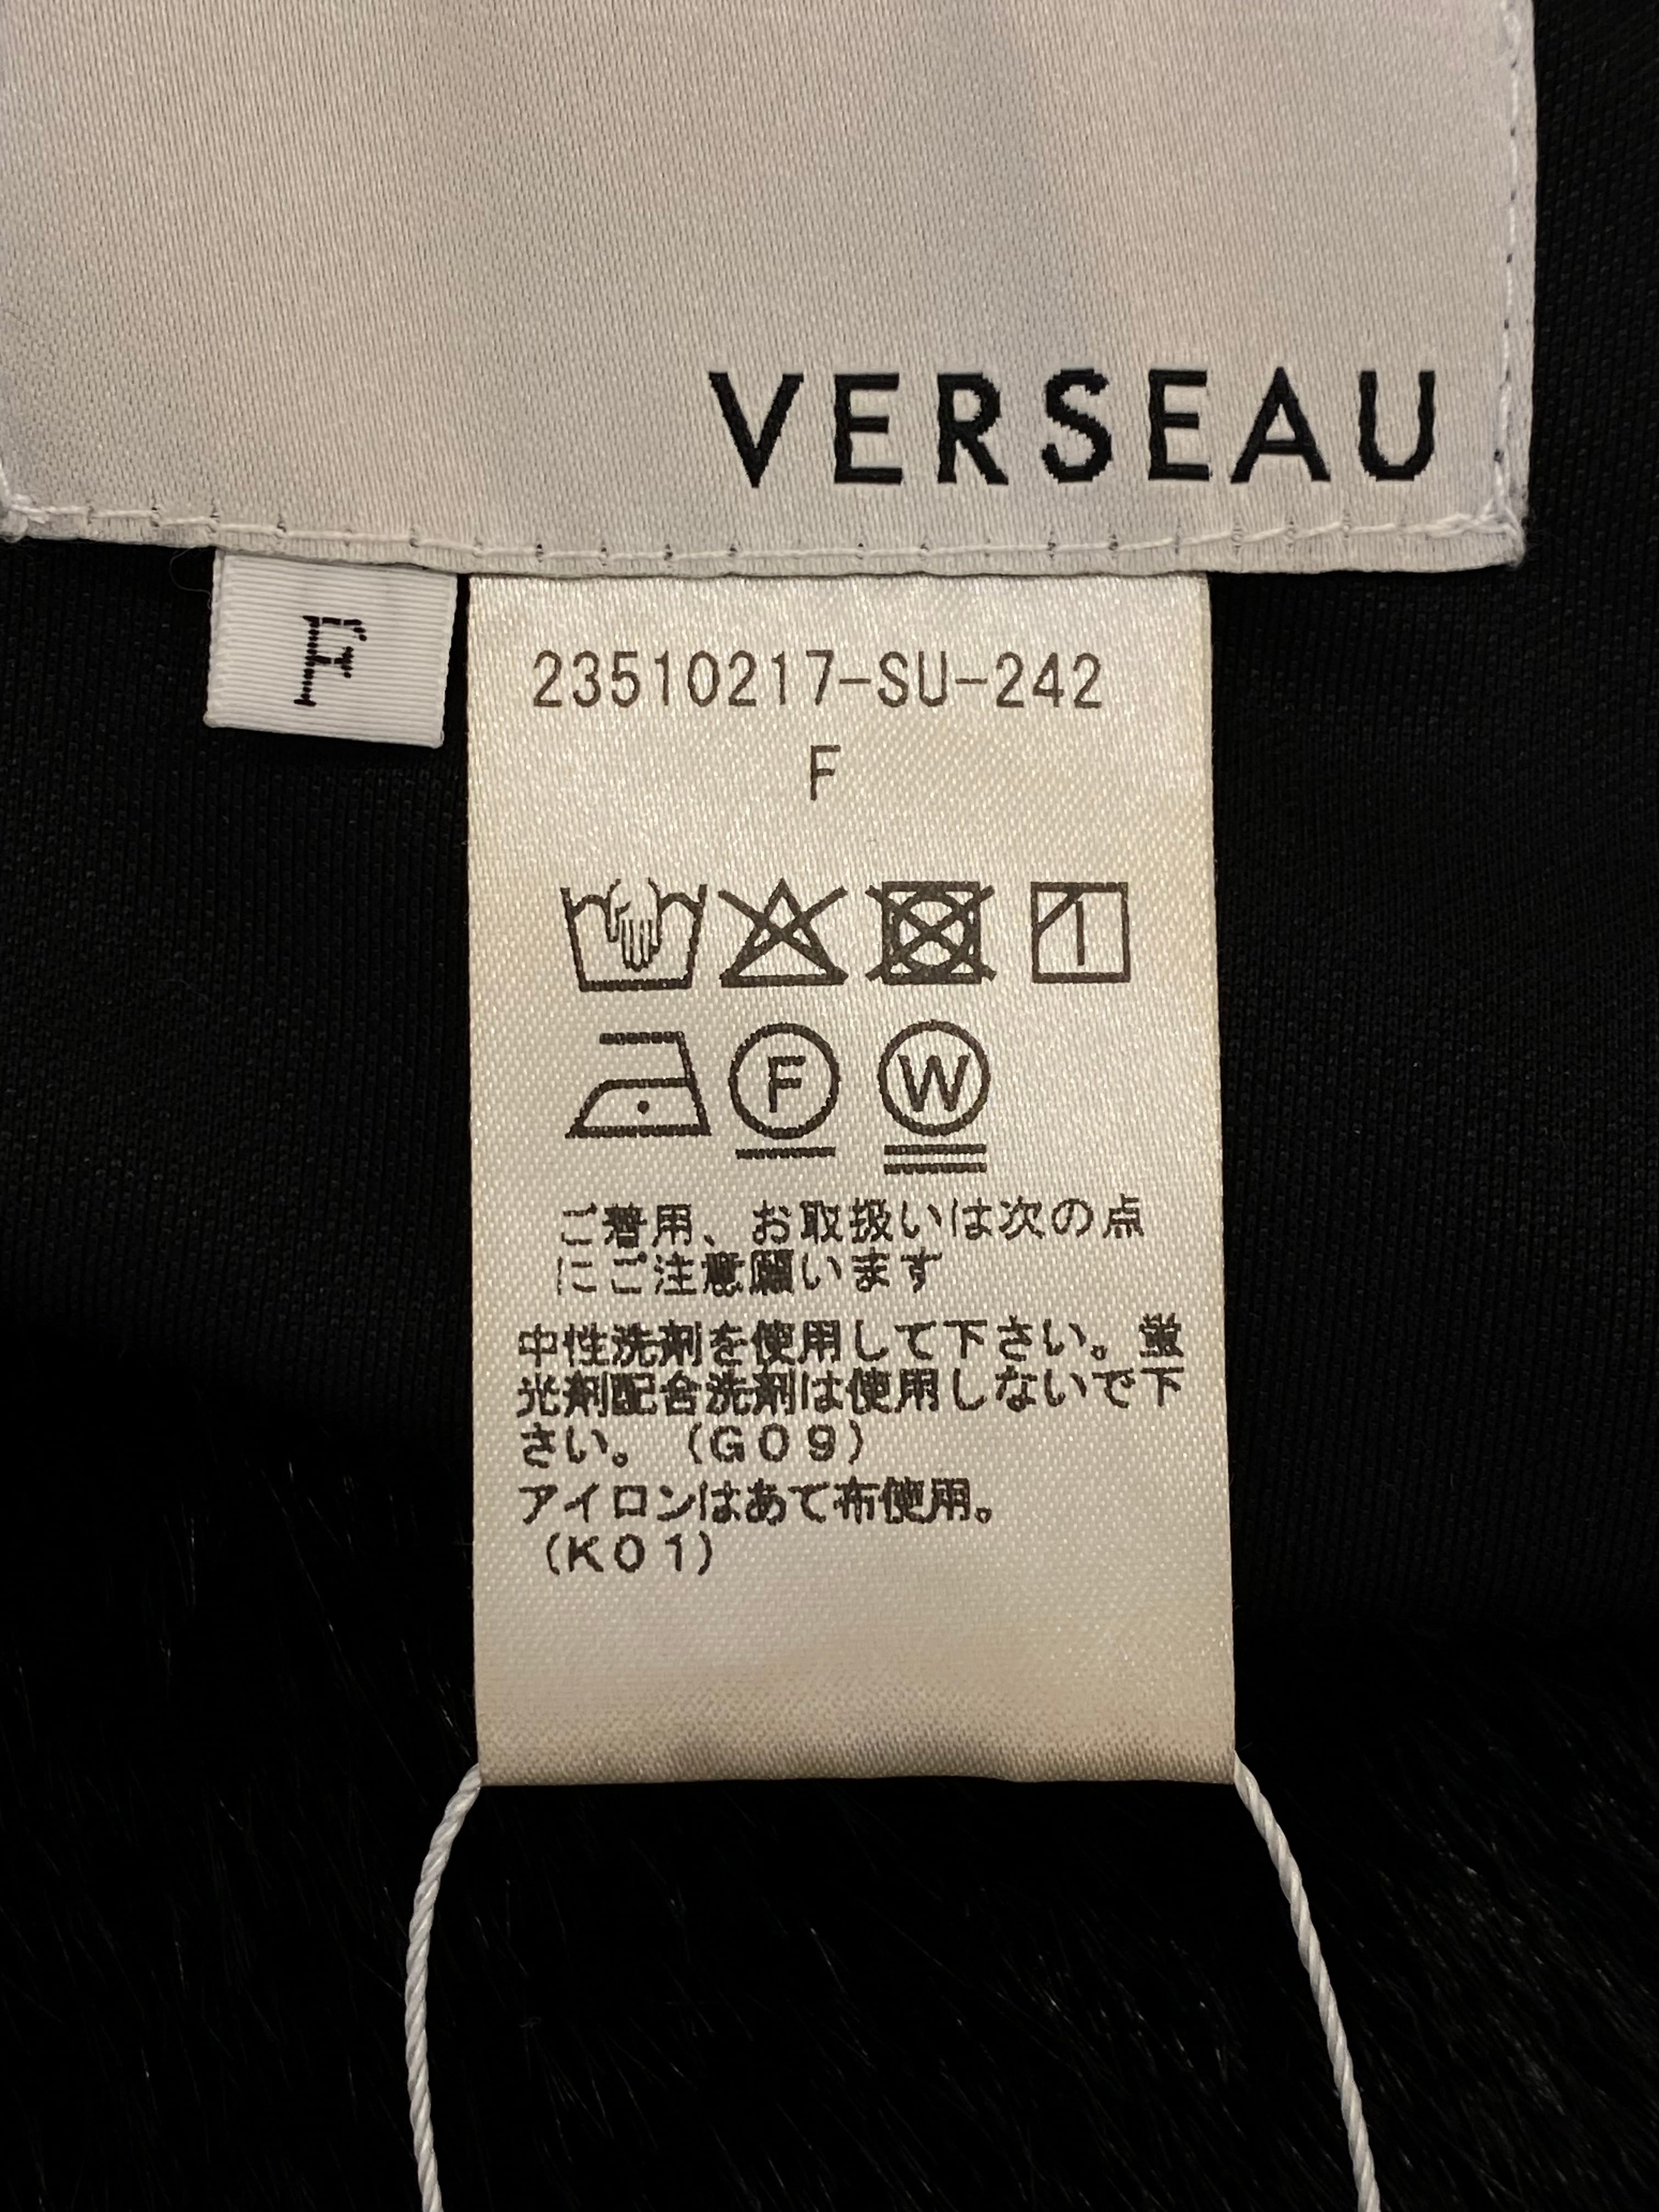 VERSEAU
F
23510217-SU-242
F
F
W
ご着用、お取扱いは次の点
にご注意願います
中性洗剤を使用して下さい。蛍
光剤配合洗剤は使用しないで下
さい。（G09）
アイロンはあて布使用。
（K01）